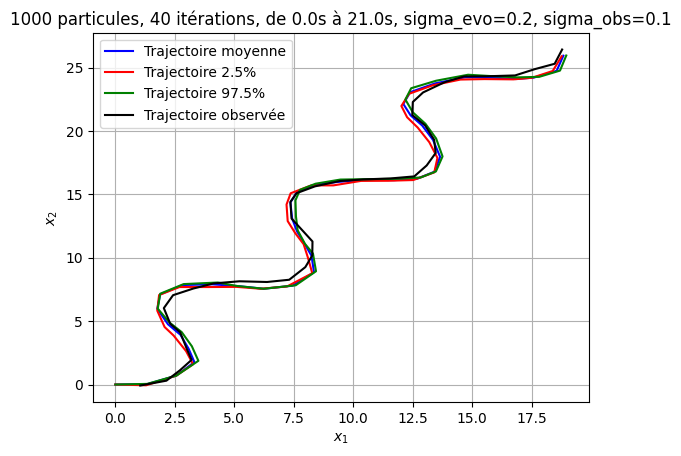 1000 particules, 40 itérations, de 0.0s à 21.0s, sigma_evo=0.2, sigma_obs=0.1
Trajectoire moyenne
Trajectoire 2.5%
Trajectoire 97.5%
Trajectoire observée
25
20
15
10
5
0
x₂
0.0 2.5 5.0 7.5 10.0 12.5 15.0 17.5
x₁